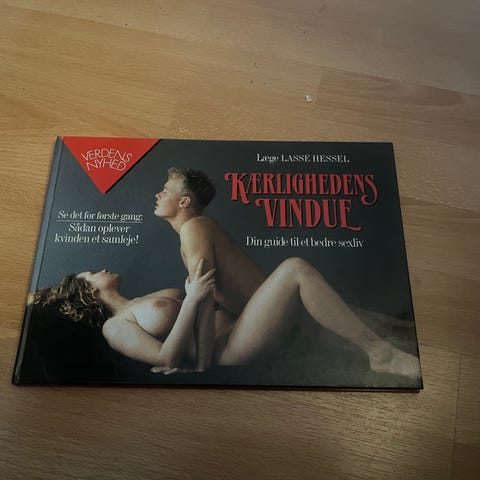 VERDENS
NYHED
Læge LASSE HESSEL
KÆRLIGHEDENS
VINDUE
Din guide til et bedre sexliv
Se det for første gang:
Sådan oplever
kvinden et samleje!